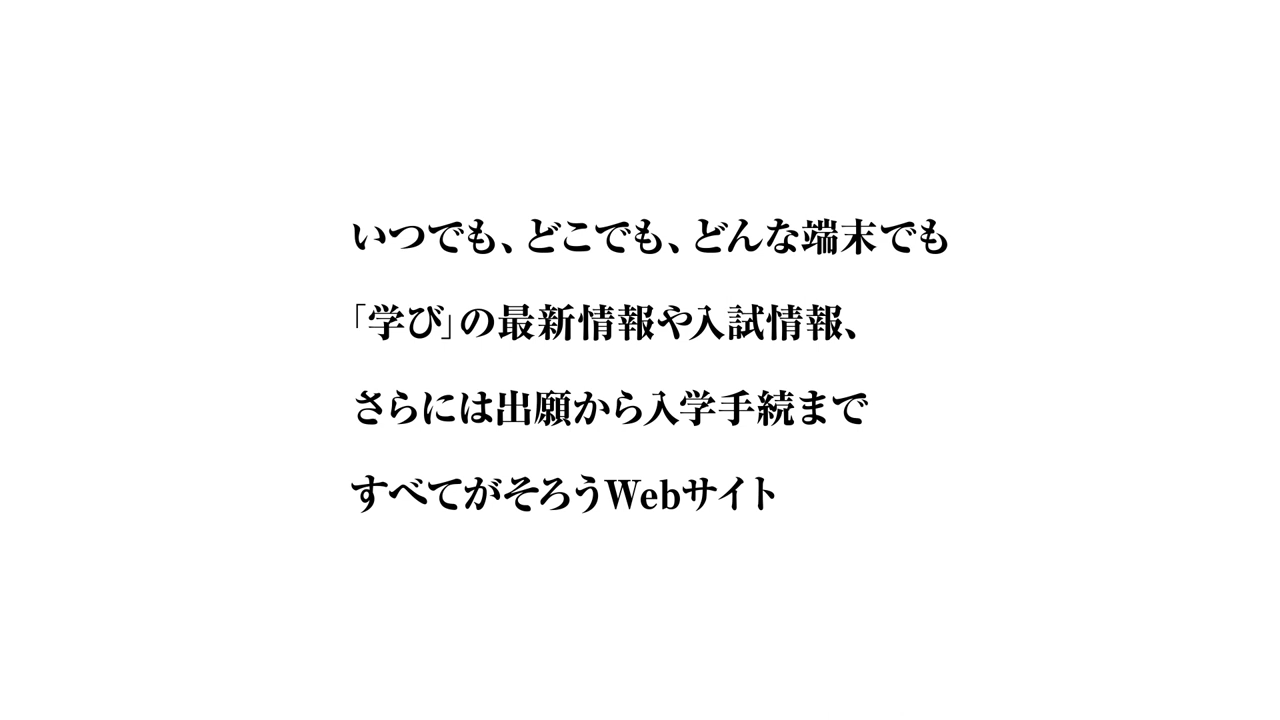 いつでも、どこでも、どんな端末でも
「学び」の最新情報や入試情報、
さらには出願から入学手続まで
すべてがそろうWebサイト